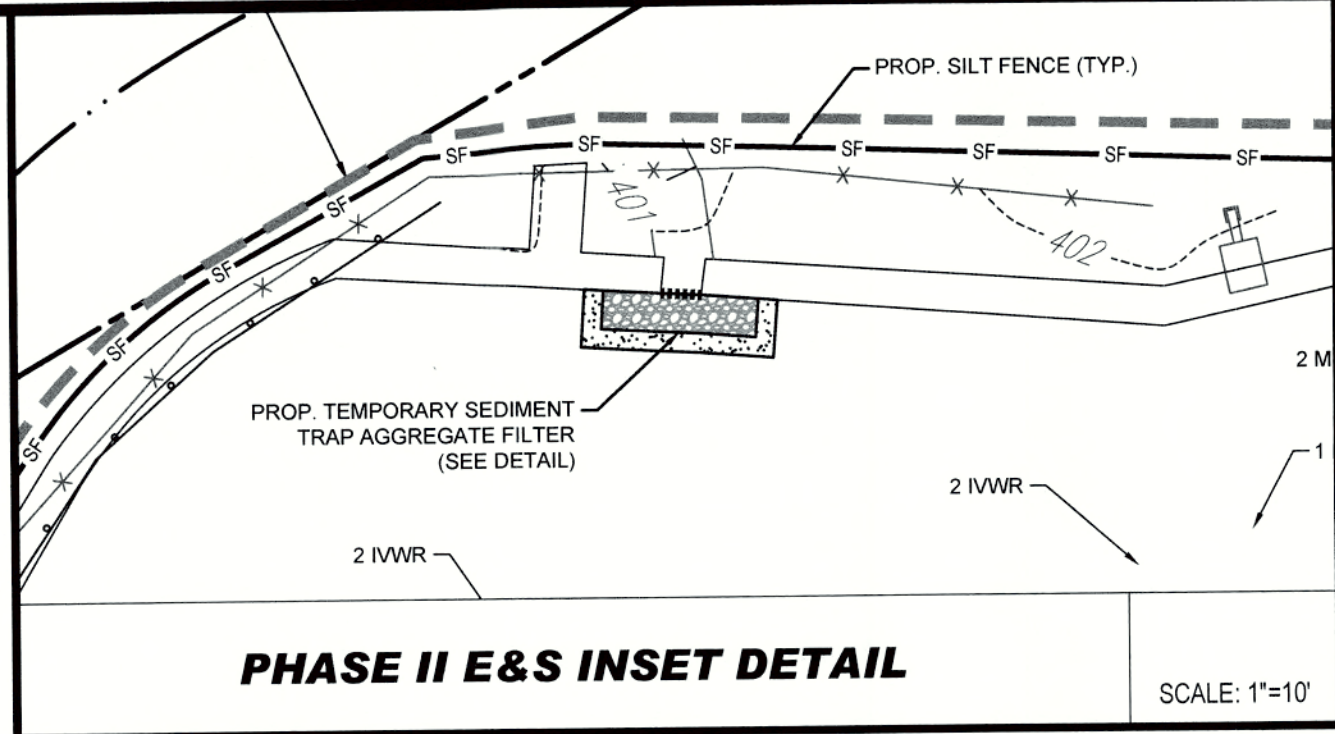 PROP. SILT FENCE (TYP.)
SF
SF
SF
SF
SF
SF
SF
SF
SF
SF
SF
401
402
PROP. TEMPORARY SEDIMENT
TRAP AGGREGATE FILTER
(SEE DETAIL)
2 M
1
2 IVWR
2 IVWR
PHASE II E&S INSET DETAIL
SCALE: 1"=10'